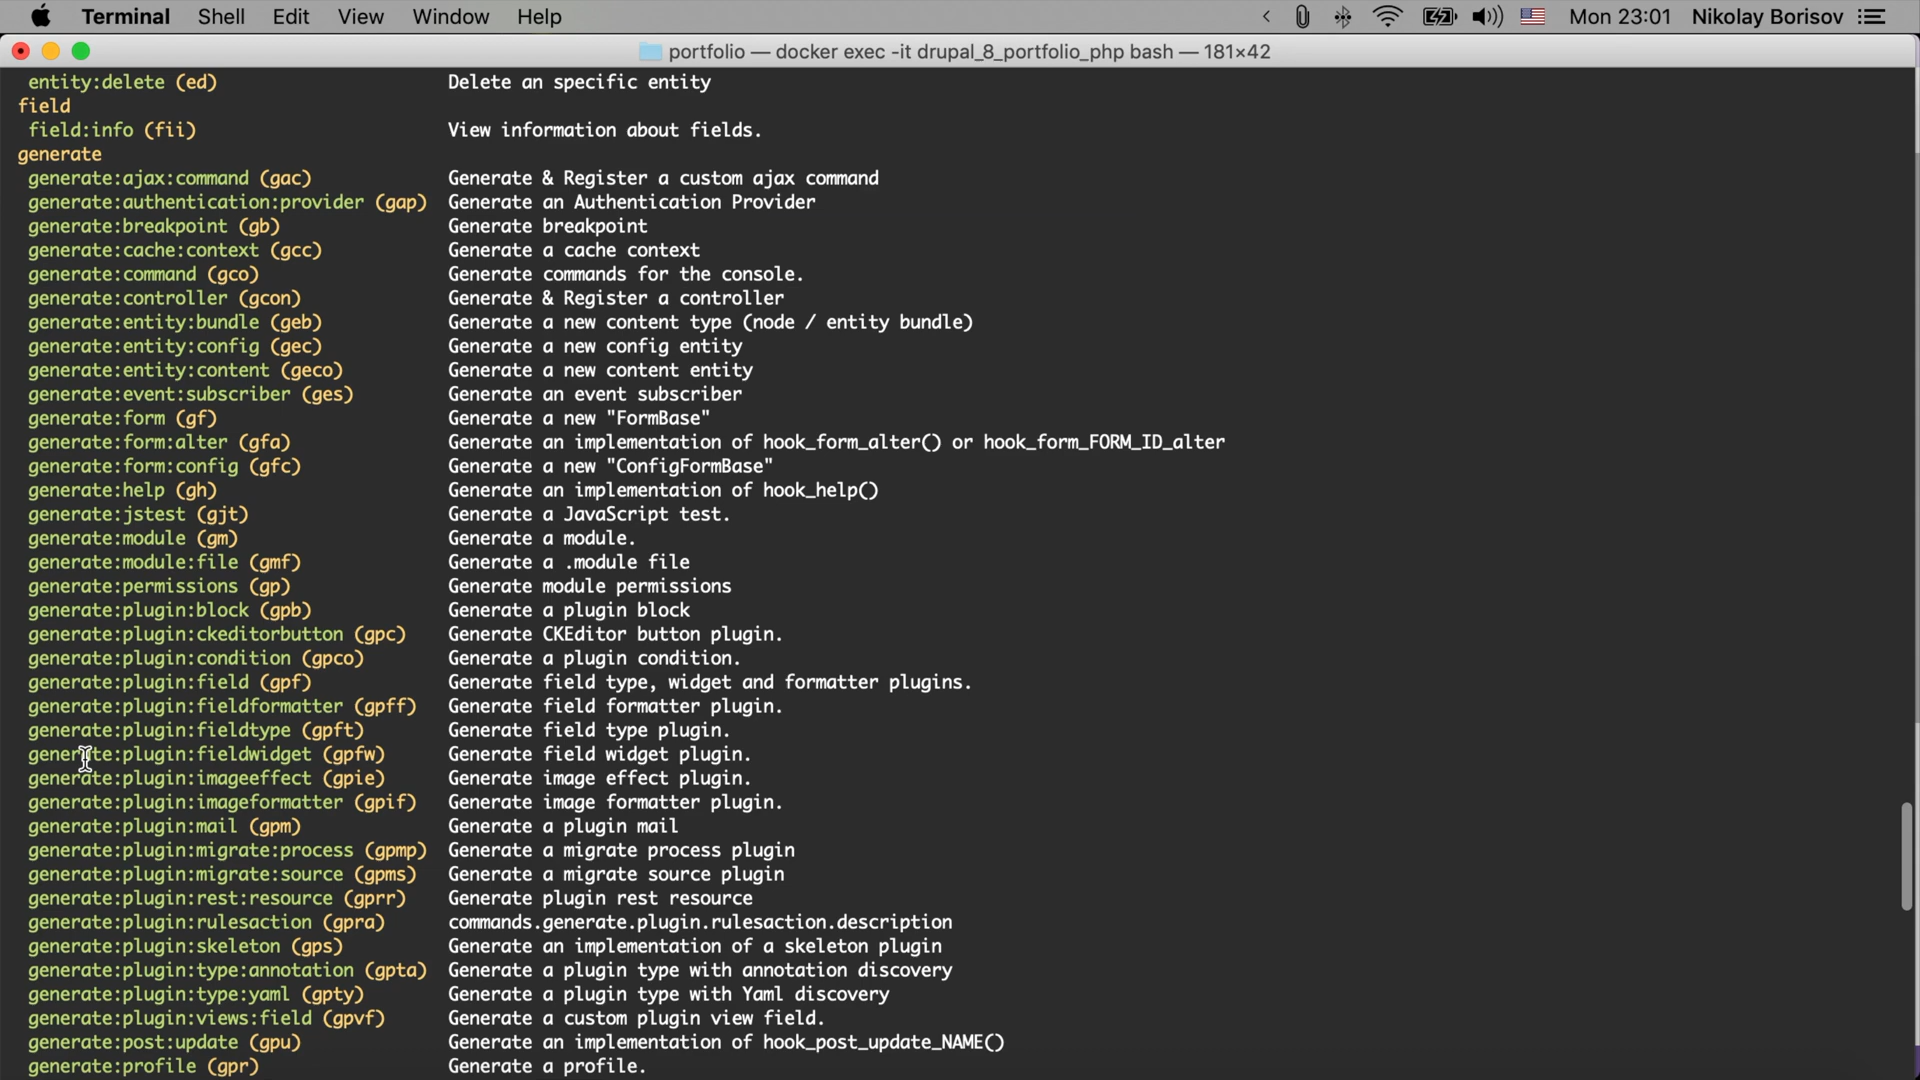 Terminal Shell Edit View Window Help Mon 23:01 Nikolay Borisov
portfolio — docker exec -it drupal_8_portfolio_php bash — 181×42
entity:delete (ed) Delete an specific entity
field
field:info (fii) View information about fields.
generate
generate:ajax:command (gac) Generate & Register a custom ajax command
generate:authentication:provider (gap) Generate an Authentication Provider
generate:breakpoint (gb) Generate breakpoint
generate:cache:context (gcc) Generate a cache context
generate:command (gco) Generate commands for the console.
generate:controller (gcon) Generate & Register a controller
generate:entity:bundle (geb) Generate a new content type (node / entity bundle)
generate:entity:config (gec) Generate a new config entity
generate:entity:content (geco) Generate a new content entity
generate:event:subscriber (ges) Generate an event subscriber
generate:form (gf) Generate a new "FormBase"
generate:form:alter (gfa) Generate an implementation of hook_form_alter() or hook_form_FORM_ID_alter
generate:form:config (gfc) Generate a new "ConfigFormBase"
generate:help (gh) Generate an implementation of hook_help()
generate:jstest (gjt) Generate a JavaScript test.
generate:module (gm) Generate a module.
generate:module:file (gmf) Generate a .module file
generate:permissions (gp) Generate module permissions
generate:plugin:block (gpb) Generate a plugin block
generate:plugin:ckeditorbutton (gpc) Generate CKEditor button plugin.
generate:plugin:condition (gpco) Generate a plugin condition.
generate:plugin:field (gpf) Generate field type, widget and formatter plugins.
generate:plugin:fieldformatter (gpff) Generate field formatter plugin.
generate:plugin:fieldtype (gpft) Generate field type plugin.
generate:plugin:fieldwidget (gpfw) Generate field widget plugin.
generate:plugin:imageeffect (gpie) Generate image effect plugin.
generate:plugin:imageformatter (gpif) Generate image formatter plugin.
generate:plugin:mail (gpm) Generate a plugin mail
generate:plugin:migrate:process (gpmp) Generate a migrate process plugin
generate:plugin:migrate:source (gpms) Generate a migrate source plugin
generate:plugin:rest:resource (gprr) Generate plugin rest resource
generate:plugin:rulesaction (gpra) commands.generate.plugin.rulesaction.description
generate:plugin:skeleton (gps) Generate an implementation of a skeleton plugin
generate:plugin:type:annotation (gpta) Generate a plugin type with annotation discovery
generate:plugin:type:yaml (gpty) Generate a plugin type with Yaml discovery
generate:plugin:views:field (gpvf) Generate a custom plugin view field.
generate:post:update (gpu) Generate an implementation of hook_post_update_NAME()
generate:profile (gpr) Generate a profile.